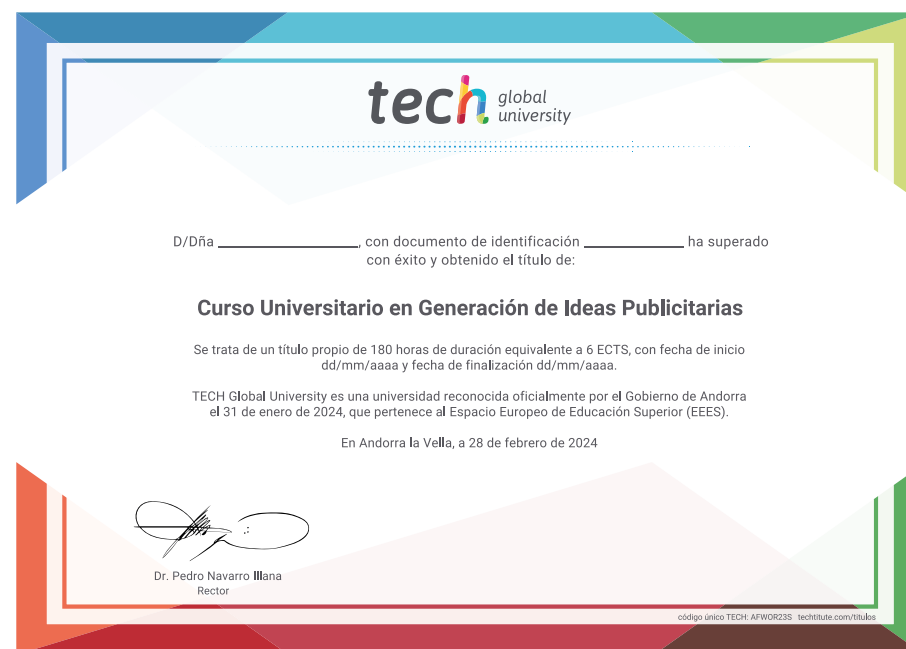 tech global
university
D/Dña ____________, con documento de identificación ____________ ha superado
con éxito y obtenido el título de:
Curso Universitario en Generación de Ideas Publicitarias
Se trata de un título propio de 180 horas de duración equivalente a 6 ECTS, con fecha de inicio
dd/mm/aaaa y fecha de finalización dd/mm/aaaa.
TECH Global University es una universidad reconocida oficialmente por el Gobierno de Andorra
el 31 de enero de 2024, que pertenece al Espacio Europeo de Educación Superior (EEES).
En Andorra la Vella, a 28 de febrero de 2024
Dr. Pedro Navarro Illana
Rector
código único TECH: AFWOR23S techtitute.com/titulos